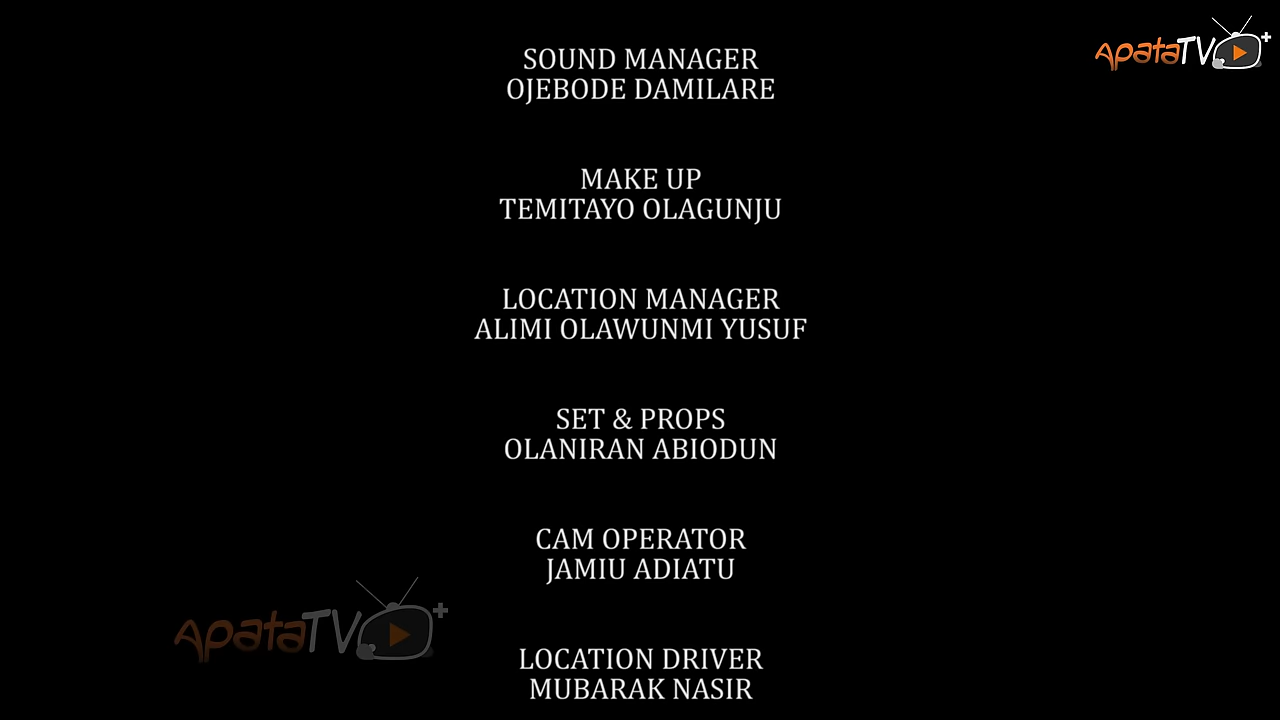 ApataTV+
SOUND MANAGER
OJEBODE DAMILARE
MAKE UP
TEMITAYO OLAGUNJU
LOCATION MANAGER
ALIMI OLAWUNMI YUSUF
SET & PROPS
OLANIRAN ABIODUN
CAM OPERATOR
JAMIU ADIATU
ApataTV+
LOCATION DRIVER
MUBARAK NASIR